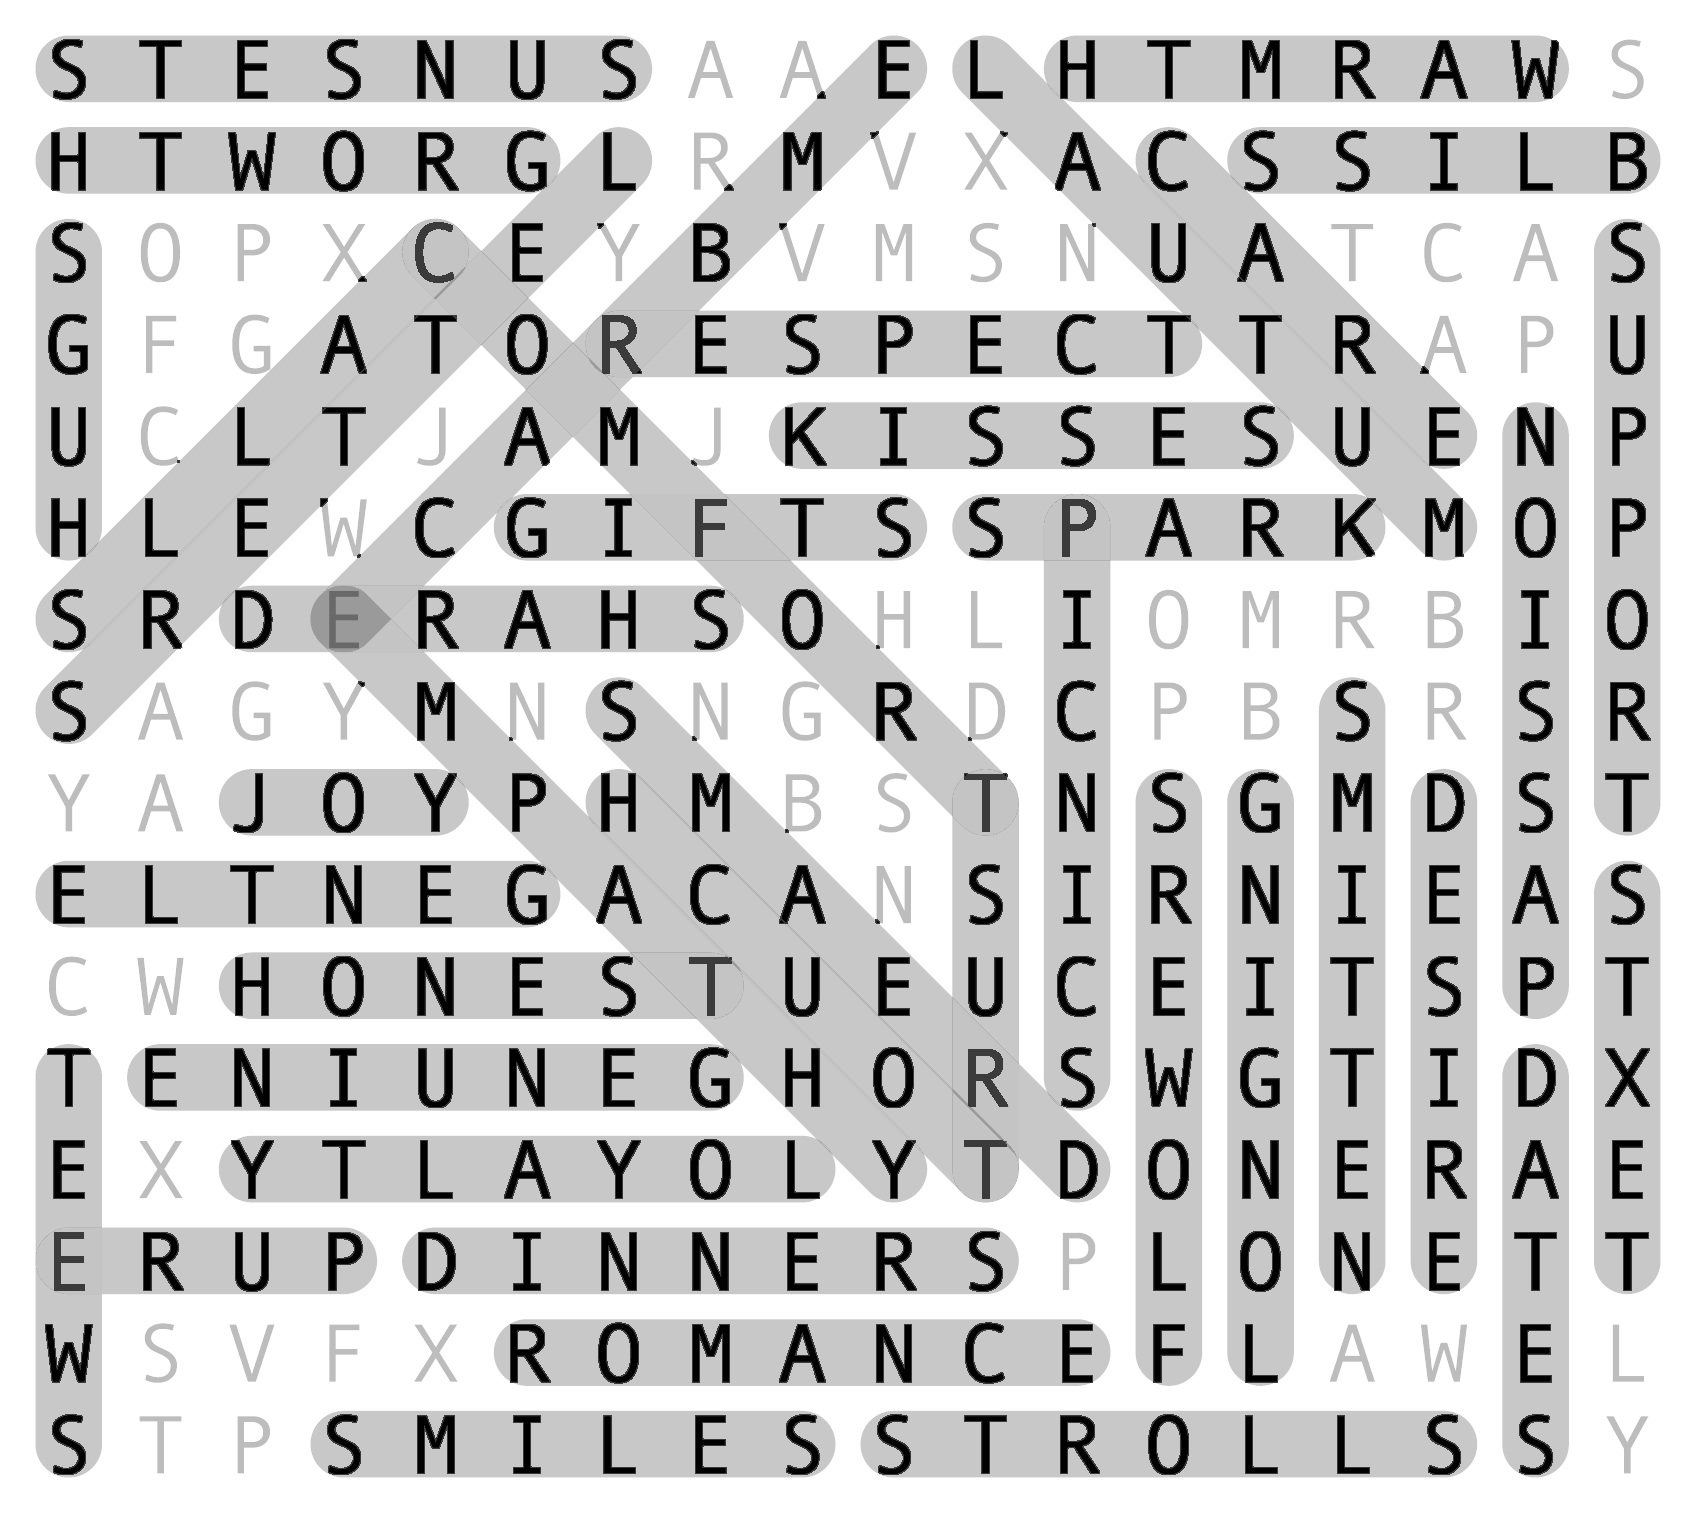 S T E S N U S A A E L H T M R A W S
H T W O R G L R M V X A C S S I L B
S O P X C E Y B V M S N U A T C A S
G F G A T O R E S P E C T T R A P U
U C L T J A M J K I S S E S U E N P
H L E W C G I F T S S P A R K M O P
S R D E R A H S O H L I O M R B I O
S A G Y M N S N G R D C P B S R S R
Y A J O Y P H M B S T N S G M D S T
E L T N E G A C A N S I R N I E A S
C W H O N E S T U E U C E I T S P T
T E N I U N E G H O R S W G T I D X
E X Y T L A Y O L Y T D O N E R A E
E R U P D I N N E R S P L O N E T T
W S V F X R O M A N C E F L A W E L
S T P S M I L E S S T R O L L S S Y